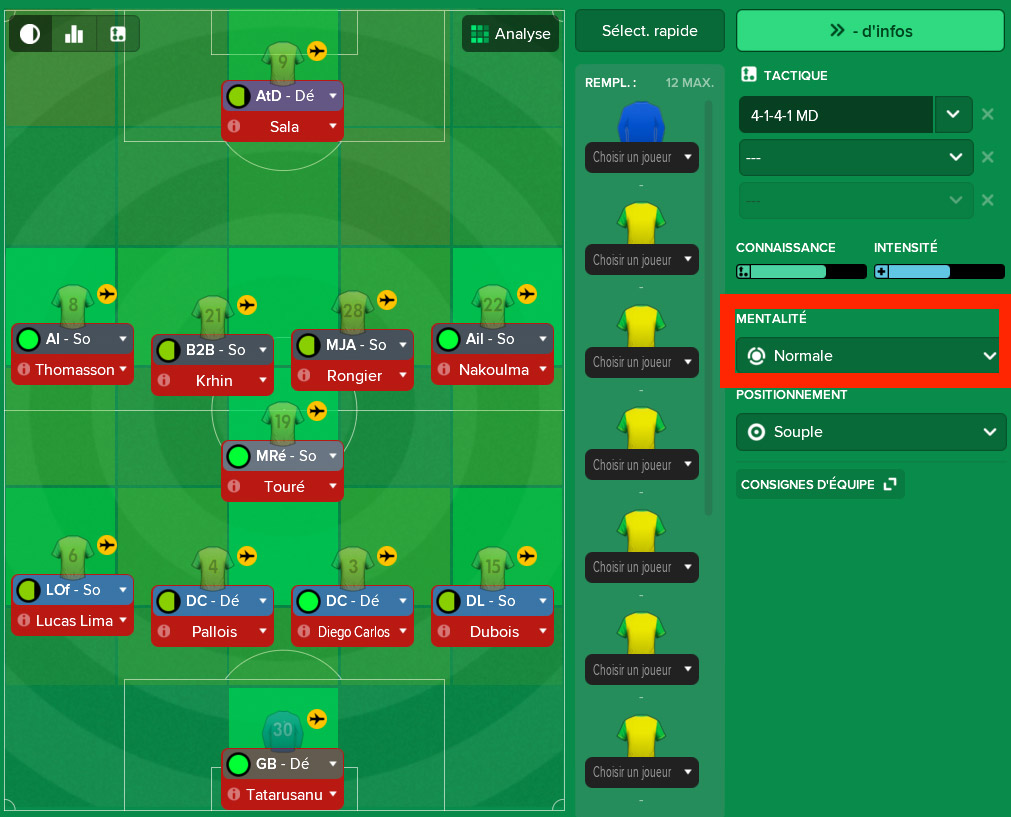 Analyse
9
AtD - Dé
Sala
8
AI - So
Thomasson
21
B2B - So
Krhin
28
MJA - So
Rongier
22
Ail - So
Nakoulma
19
MRé - So
Touré
6
LOf - So
Lucas Lima
4
DC - Dé
Pallois
3
DC - Dé
Diego Carlos
15
DL - So
Dubois
30
GB - Dé
Tatarusanu
Sélect. rapide
REMPL. : 12 MAX.
Choisir un joueur
-
Choisir un joueur
-
Choisir un joueur
-
Choisir un joueur
-
Choisir un joueur
-
Choisir un joueur
-
Choisir un joueur
-
- d'infos
TACTIQUE
4-1-4-1 MD
---
---
CONNAISSANCE INTENSITÉ
MENTALITÉ
Normale
POSITIONNEMENT
Souple
CONSIGNES D'ÉQUIPE